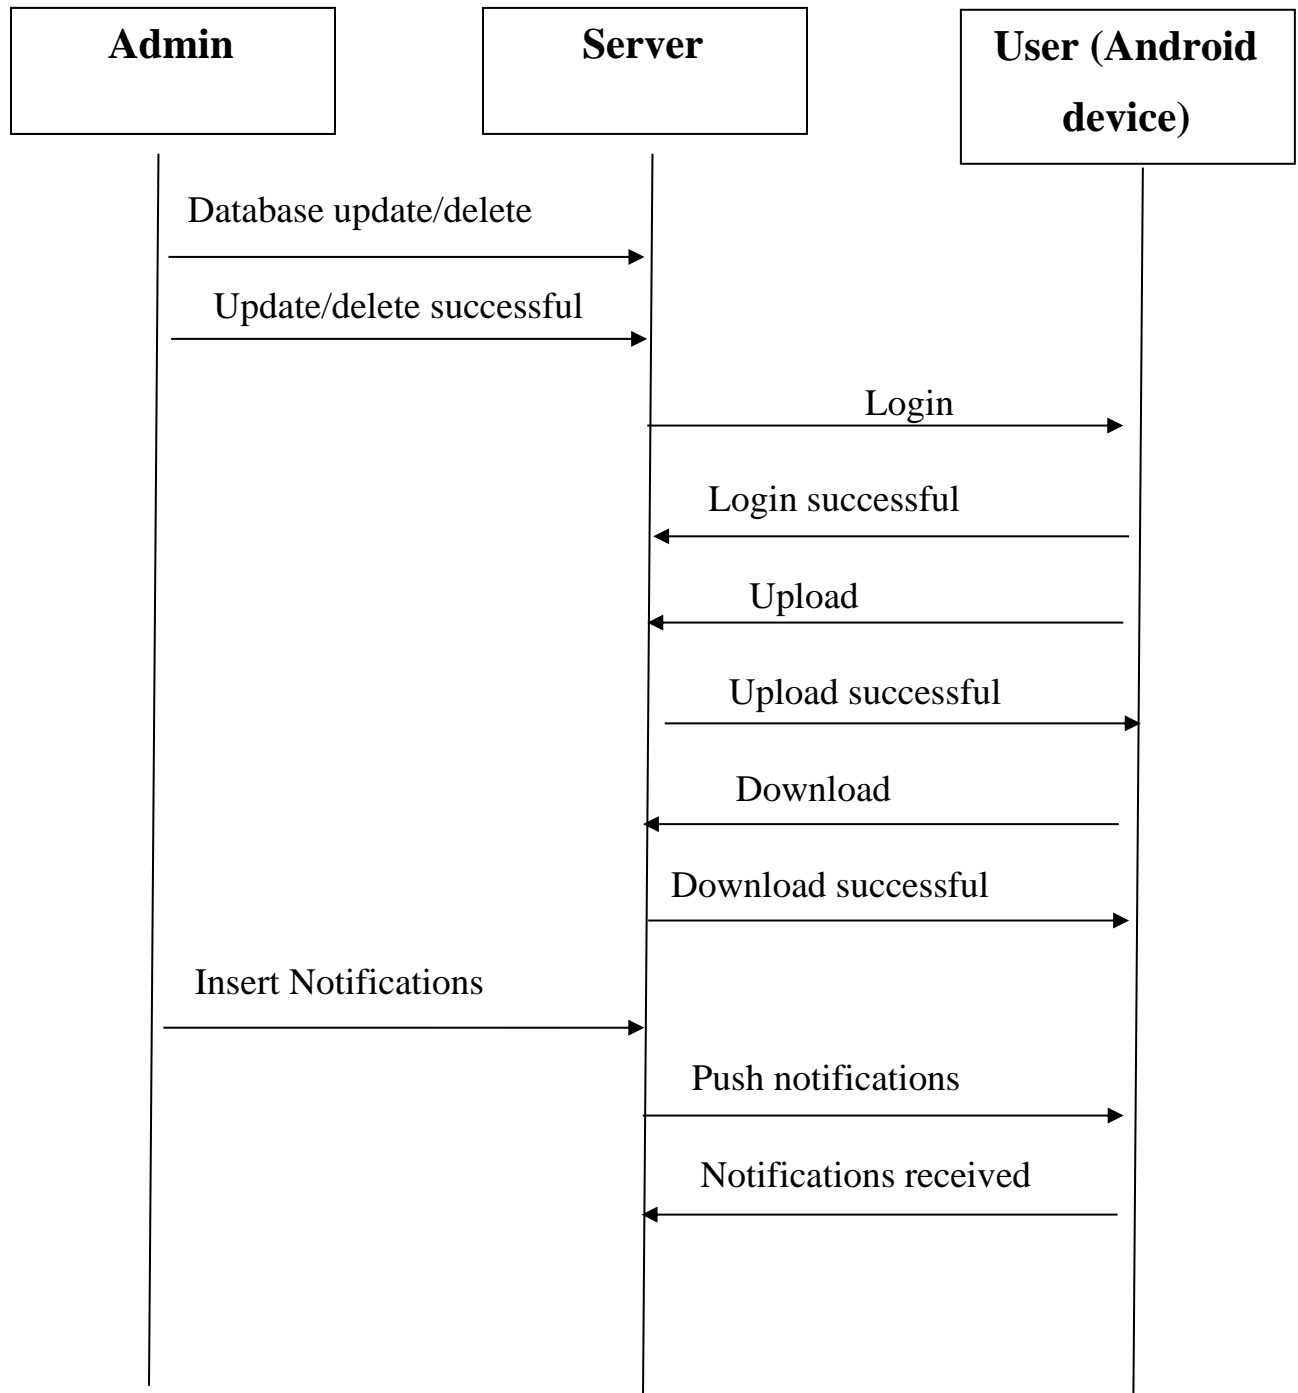 Admin
Server
User (Android
device)
Database update/delete
Update/delete successful
Login
Login successful
Upload
Upload successful
Download
Download successful
Insert Notifications
Push notifications
Notifications received